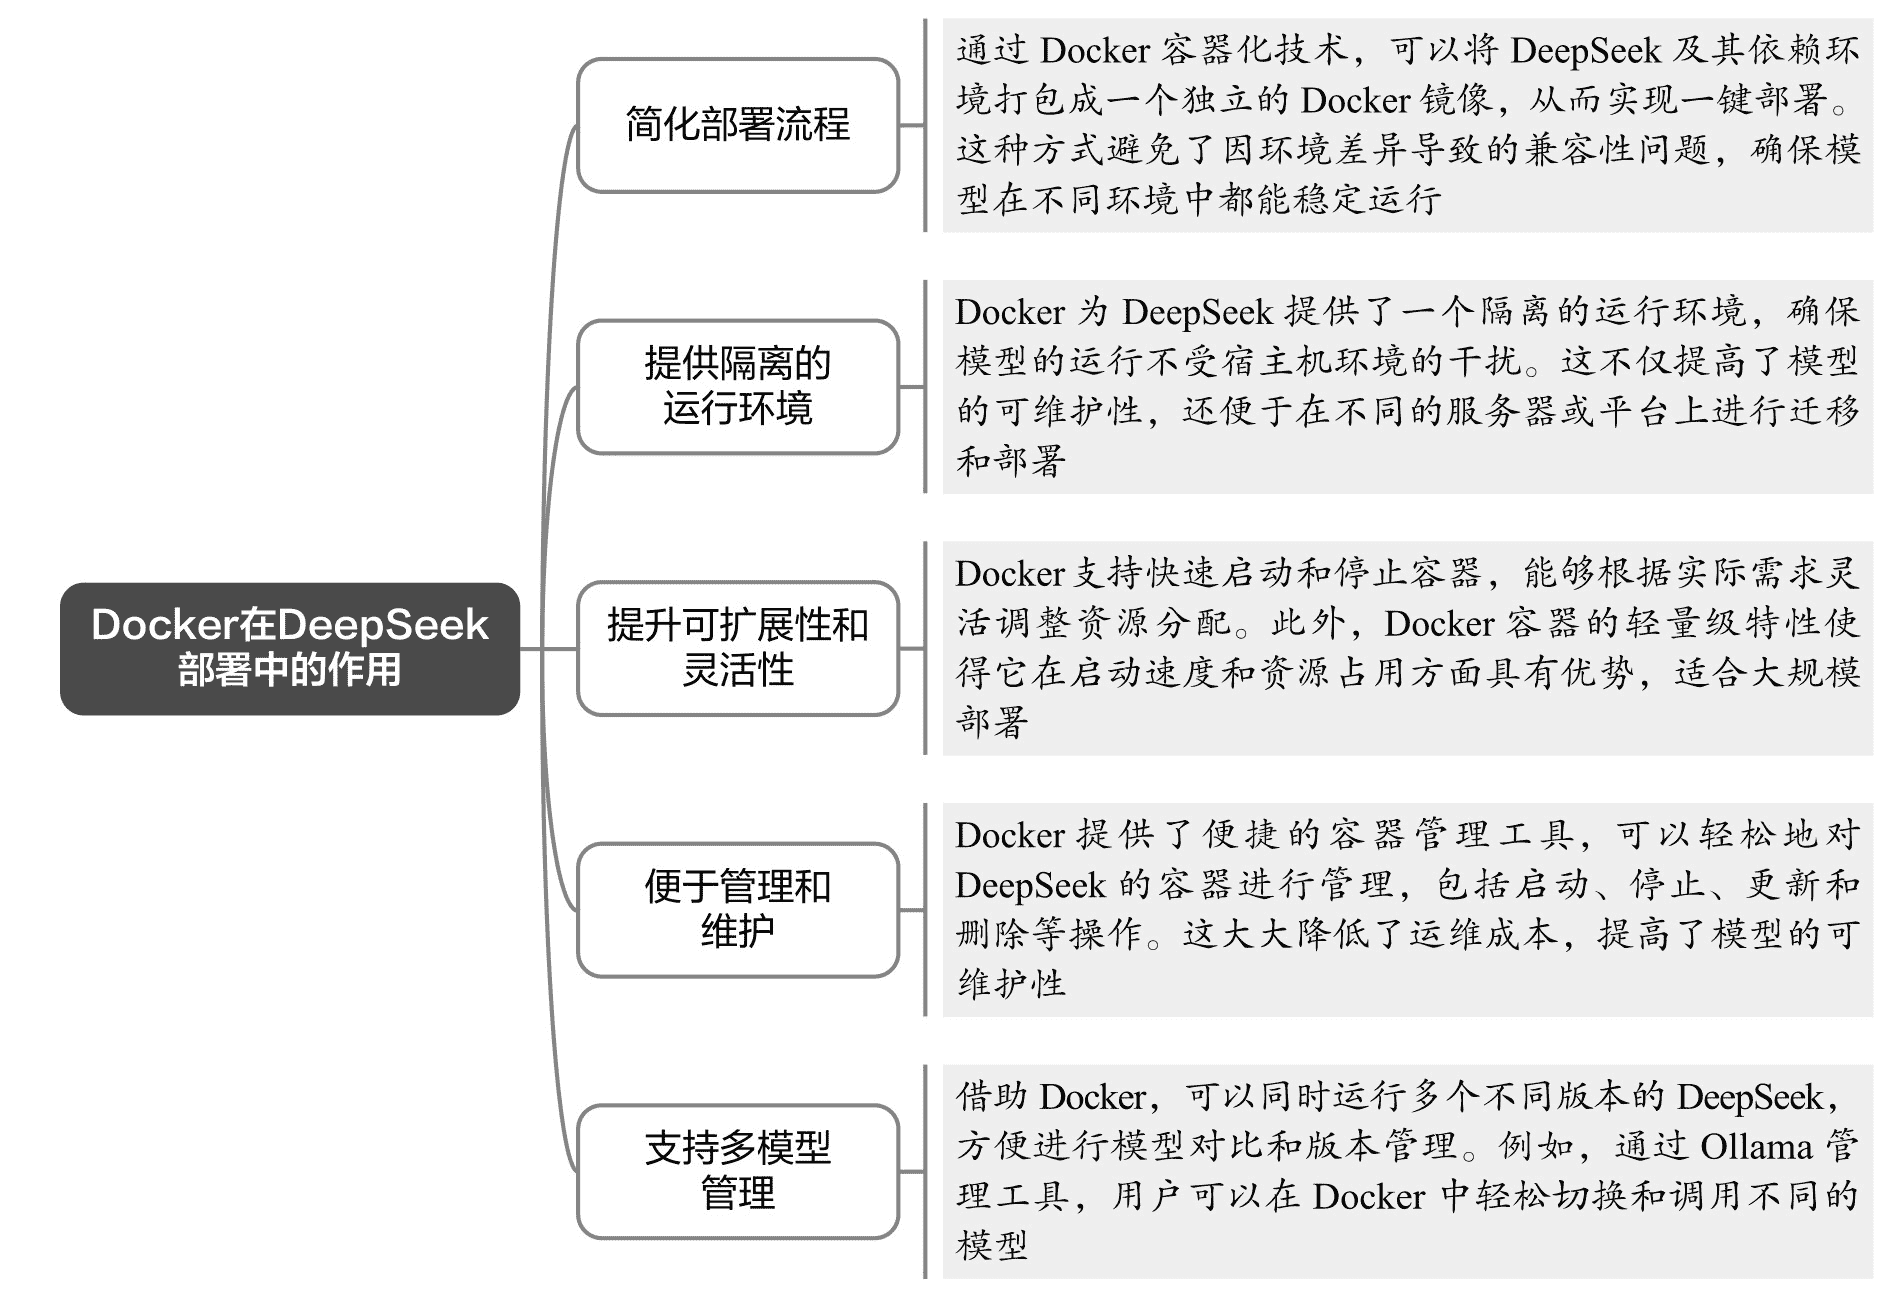 Docker在DeepSeek
部署中的作用
简化部署流程
通过 Docker 容器化技术，可以将 DeepSeek 及其依赖环
境打包成一个独立的 Docker 镜像，从而实现一键部署。
这种方式避免了因环境差异导致的兼容性问题，确保模
型在不同环境中都能稳定运行
提供隔离的
运行环境
Docker 为 DeepSeek 提供了一个隔离的运行环境，确保
模型的运行不受宿主机环境的干扰。这不仅提高了模型
的可维护性，还便于在不同的服务器或平台上进行迁移
和部署
提升可扩展性和
灵活性
Docker 支持快速启动和停止容器，能够根据实际需求灵
活调整资源分配。此外，Docker 容器的轻量级特性使
得它在启动速度和资源占用方面具有优势，适合大规模
部署
便于管理和
维护
Docker 提供了便捷的容器管理工具，可以轻松地对
DeepSeek 的容器进行管理，包括启动、停止、更新和
删除等操作。这大大降低了运维成本，提高了模型的可
维护性
支持多模型
管理
借助 Docker，可以同时运行多个不同版本的 DeepSeek，
方便进行模型对比和版本管理。例如，通过 Ollama 管
理工具，用户可以在 Docker 中轻松切换和调用不同的
模型